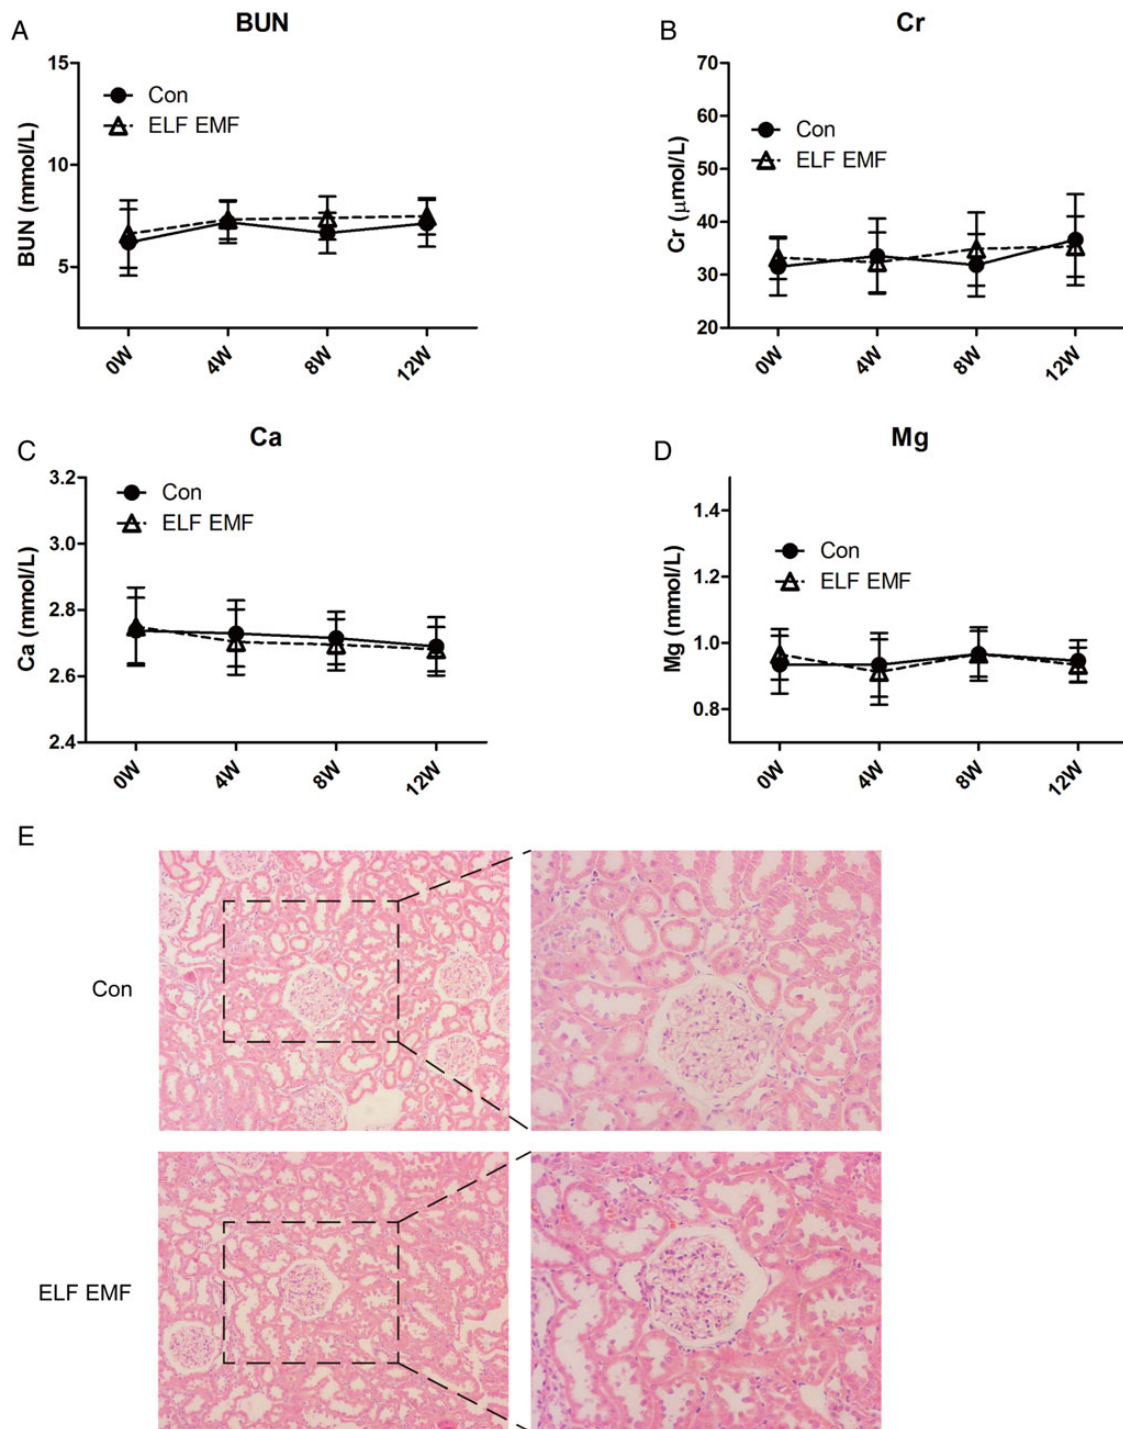 A
BUN
15
10
5
BUN (mmol/L)
Con
ELF EMF
0W
4W
8W
12W
B
Cr
70
60
50
40
30
20
Cr (μmol/L)
Con
ELF EMF
0W
4W
8W
12W
C
Ca
3.2
3.0
2.8
2.6
2.4
Ca (mmol/L)
Con
ELF EMF
0W
4W
8W
12W
D
Mg
1.4
1.2
1.0
0.8
Mg (mmol/L)
Con
ELF EMF
0W
4W
8W
12W
E
Con
ELF EMF